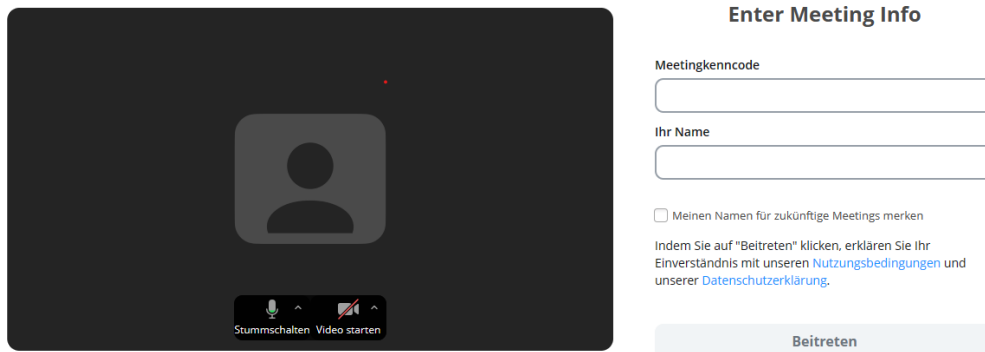 Enter Meeting Info
Meetingkenncode
Ihr Name
Meinen Namen für zukünftige Meetings merken
Indem Sie auf "Beitreten" klicken, erklären Sie Ihr
Einverständnis mit unseren Nutzungsbedingungen und
unserer Datenschutzerklärung.
Stummschalten Video starten
Beitreten